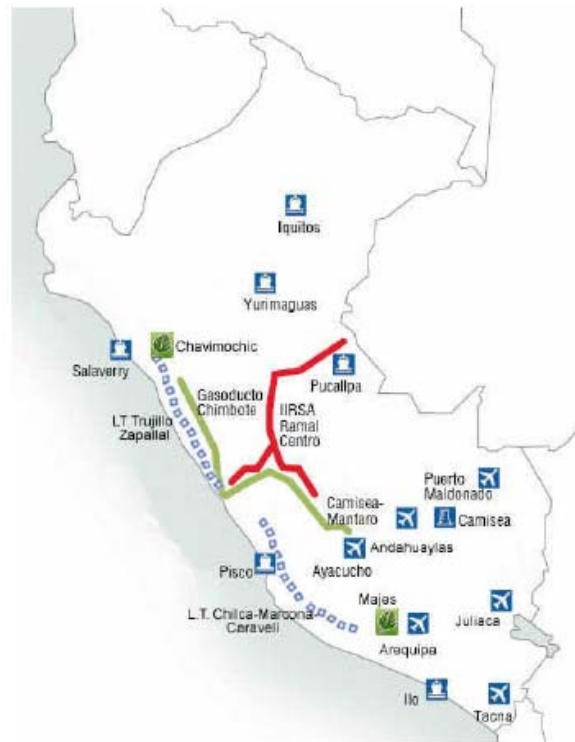 Iquitos
Yurimaguas
Chavimochic
Salaverry
Pucallpa
Gasoducto
Chimbote
IIRSA
Ramal
Centro
LT Trujillo
Zapallal
Puerto
Maldonado
Camisea-
Mantaro
Camisea
Andahuaylas
Ayacucho
Pisco
Majes
L.T. Chilca-Marcona-
Caraveli
Juliaca
Arequipa
Ilo
Tacna